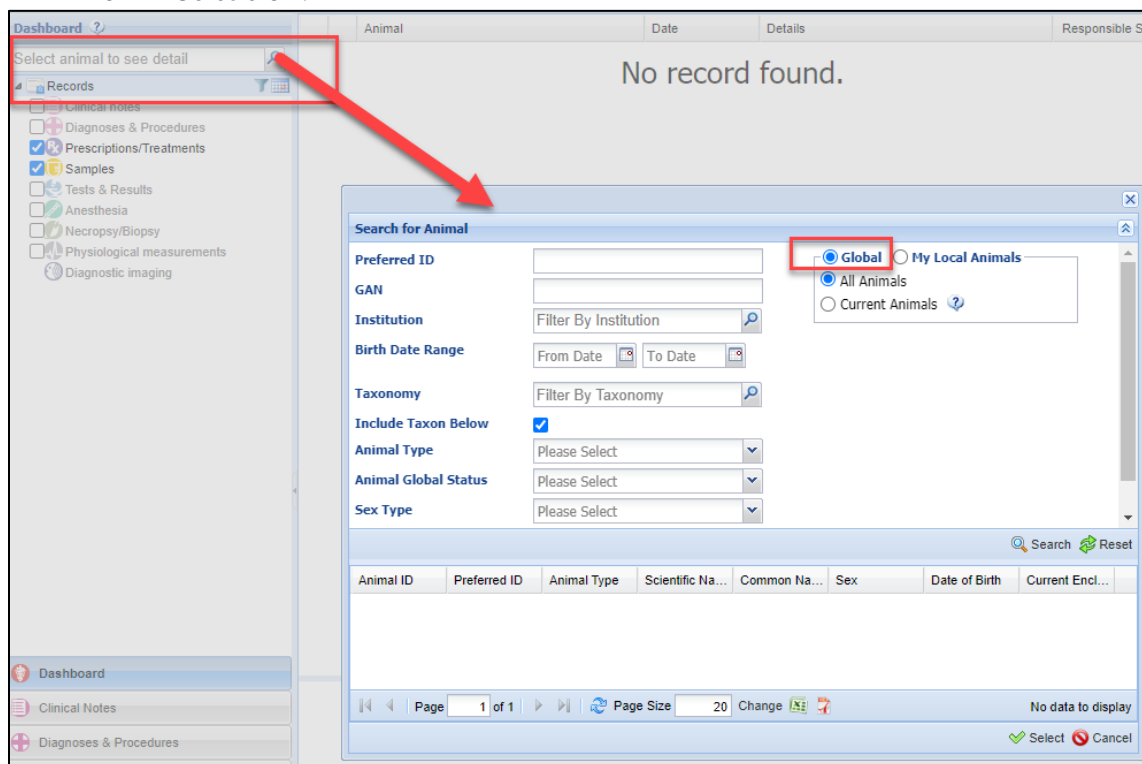 Dashboard
Animal Date Details Responsible S
Select animal to see detail
No record found.
Records
Clinical notes
Diagnoses & Procedures
Prescriptions/Treatments
Samples
Tests & Results
Anesthesia
Necropsy/Biopsy
Physiological measurements
Diagnostic imaging
Search for Animal
Preferred ID
Global My Local Animals
All Animals
GAN
Current Animals
Institution Filter By Institution
Birth Date Range From Date To Date
Taxonomy Filter By Taxonomy
Include Taxon Below
Animal Type Please Select
Animal Global Status Please Select
Sex Type Please Select
Search Reset
Animal ID Preferred ID Animal Type Scientific Na... Common Na... Sex Date of Birth Current Encl...
Page 1 of 1 Page Size 20 Change No data to display
Select Cancel
Dashboard
Clinical Notes
Diagnoses & Procedures